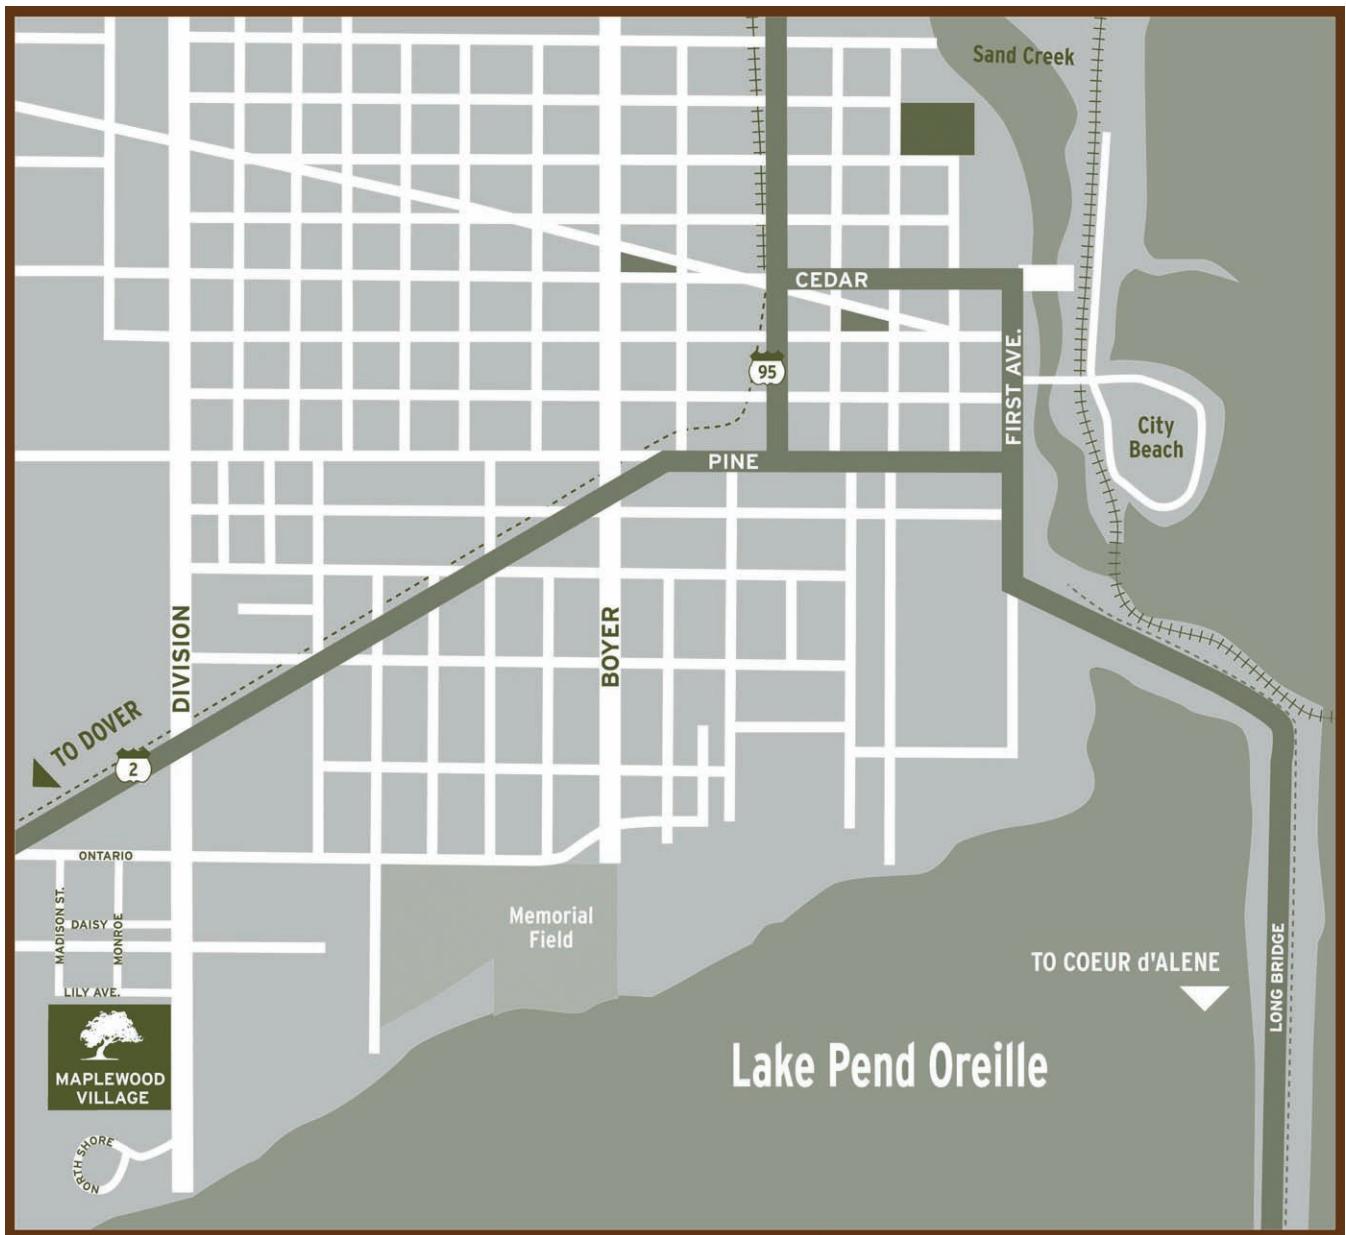 Sand Creek
CEDAR
FIRST AVE.
95
City
Beach
PINE
DIVISION
BOYER
TO DOVER
2
ONTARIO
MADISON ST.
DAISY
MONROE
LILY AVE.
MAPLEWOOD
VILLAGE
NORTH SHORE
Memorial
Field
TO COEUR d'ALENE
LONG BRIDGE
Lake Pend Oreille